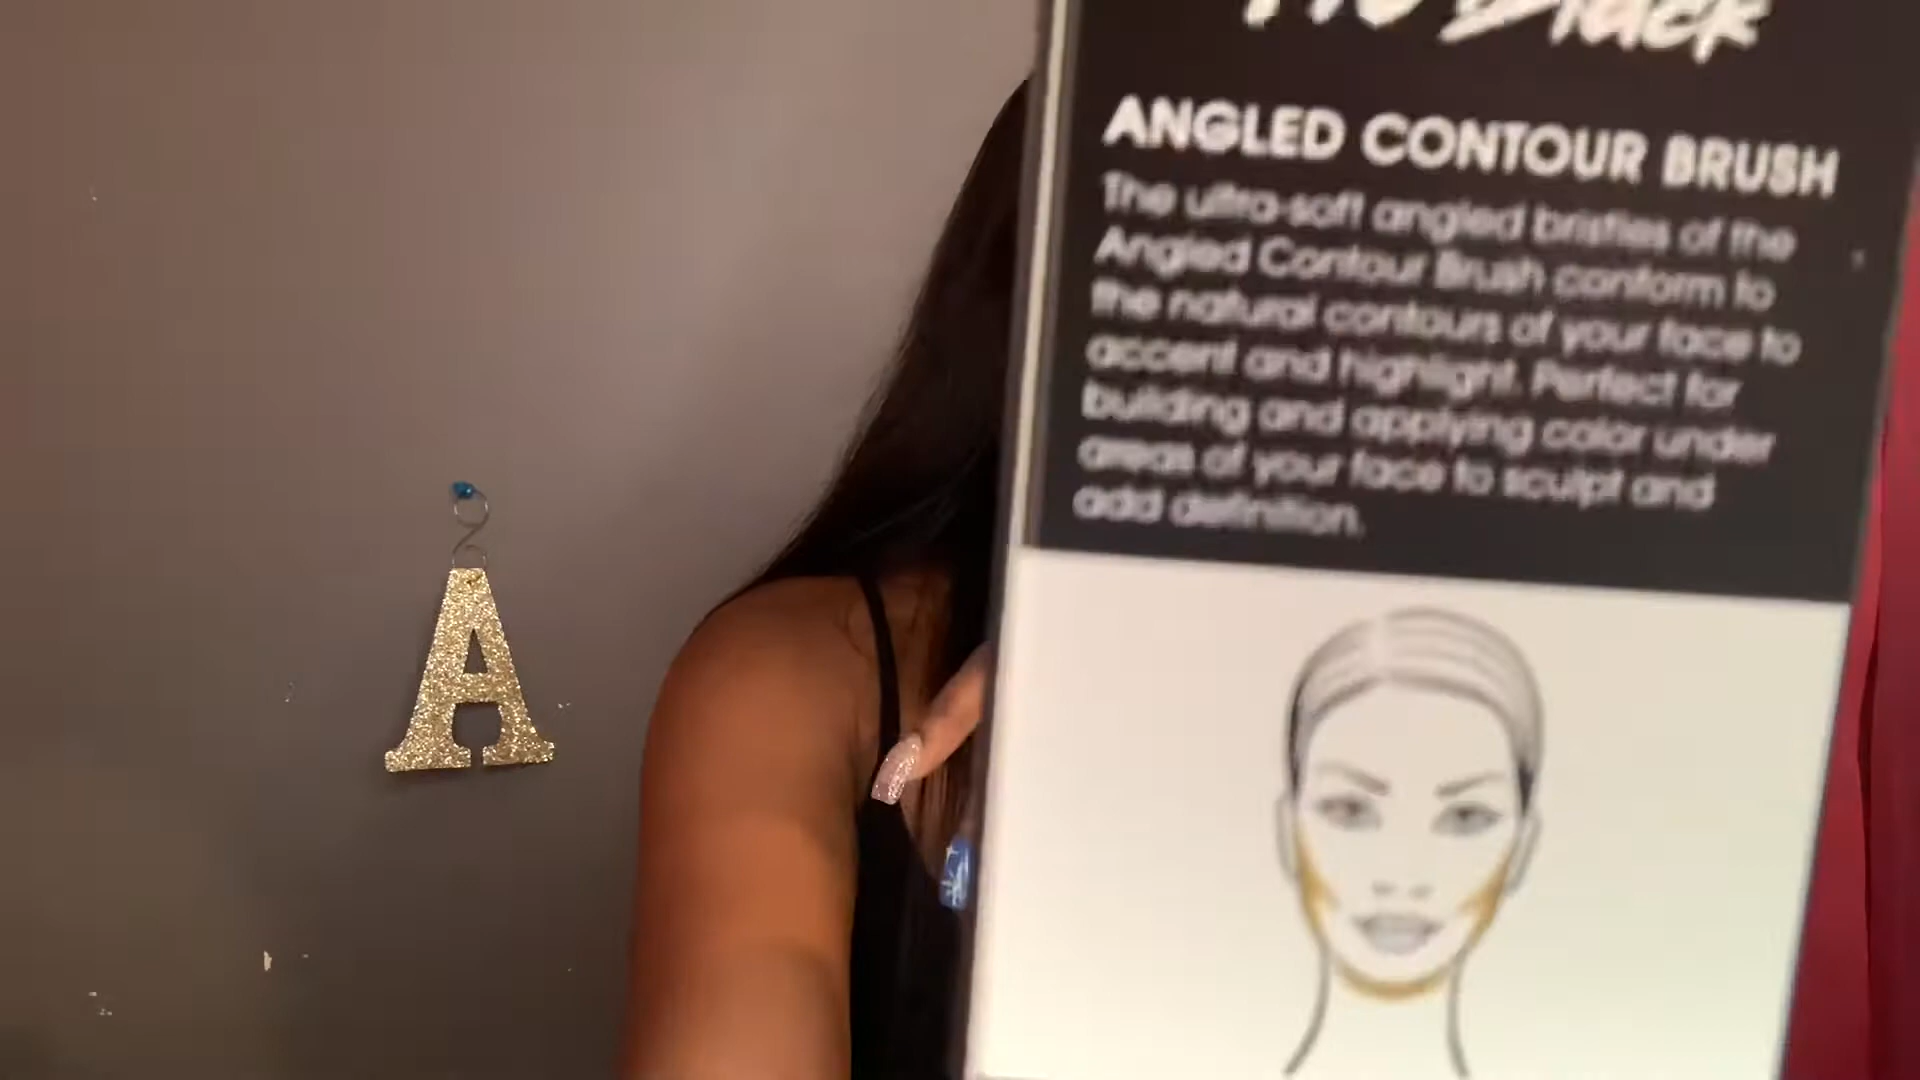 Pro Black
ANGLED CONTOUR BRUSH
The ultra-soft angled bristles of the
Angled Contour Brush conform to
the natural contours of your face to
accent and highlight. Perfect for
building and applying color under
areas of your face to sculpt and
add definition.
A